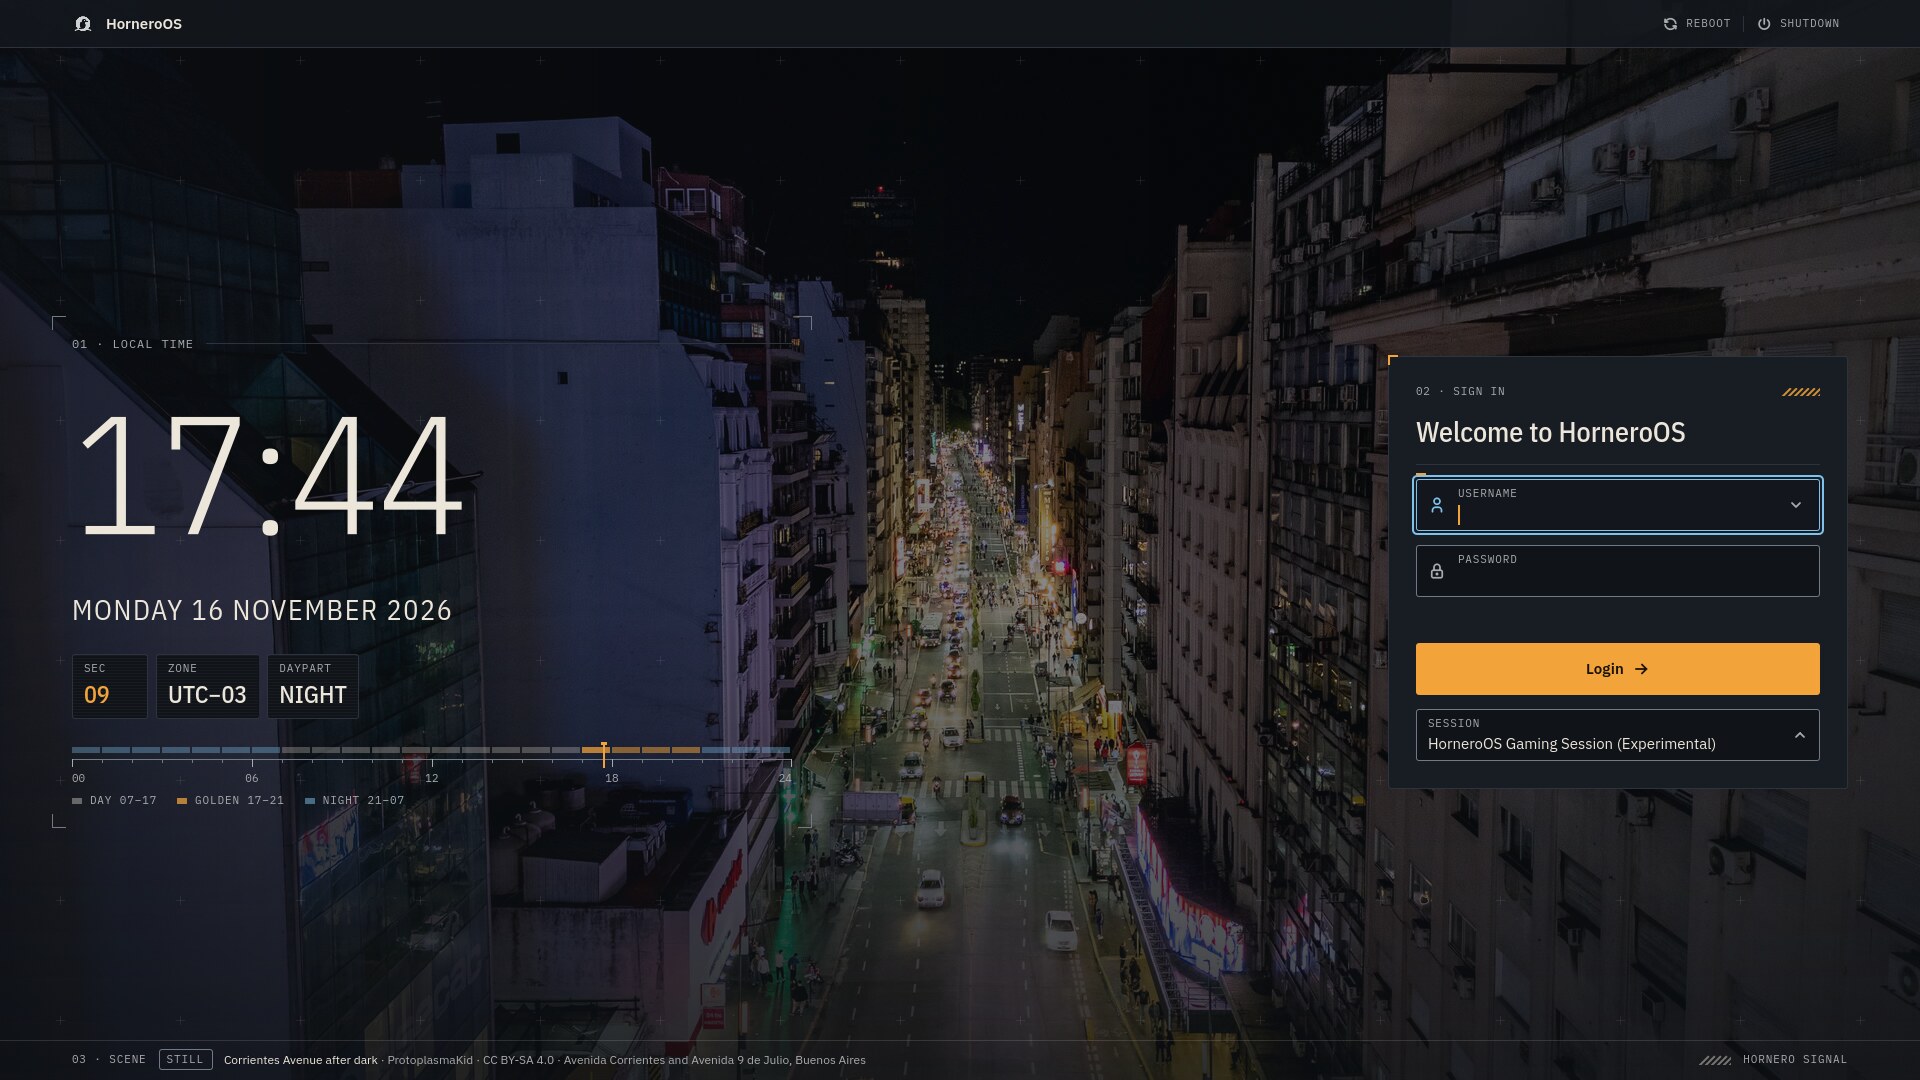 HorneroOS
REBOOT
SHUTDOWN
01 · LOCAL TIME
17:44
MONDAY 16 NOVEMBER 2026
SEC
09
ZONE
UTC−03
DAYPART
NIGHT
00 06 12 18 24
DAY 07–17 GOLDEN 17–21 NIGHT 21–07
02 · SIGN IN
Welcome to HorneroOS
USERNAME
PASSWORD
Login
SESSION
HorneroOS Gaming Session (Experimental)
03 · SCENE STILL Corrientes Avenue after dark · ProtoplasmaKid · CC BY-SA 4.0 · Avenida Corrientes and Avenida 9 de Julio, Buenos Aires
HORNERO SIGNAL